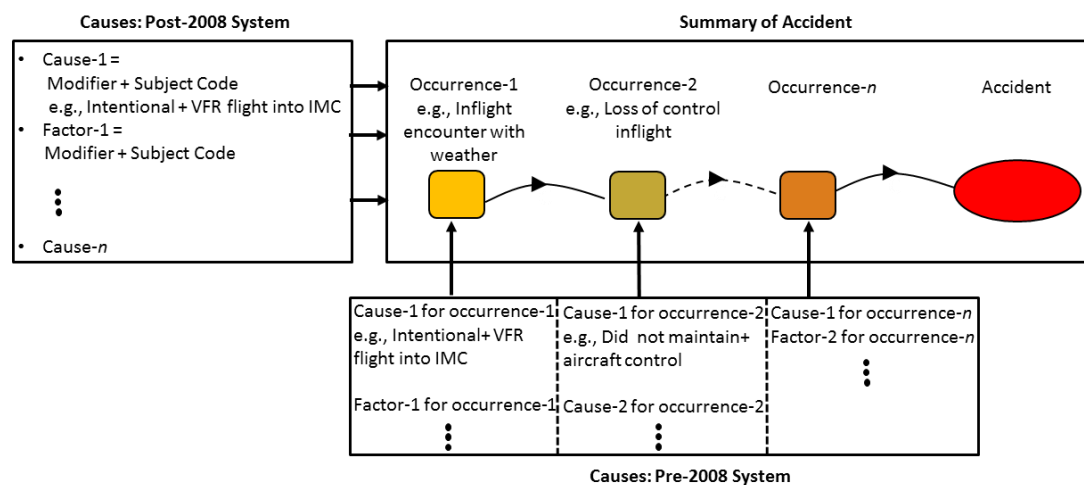 Causes: Post-2008 System
• Cause-1 =
Modifier + Subject Code
e.g., Intentional + VFR flight into IMC
• Factor-1 =
Modifier + Subject Code
• Cause-n
Summary of Accident
Occurrence-1
e.g., Inflight
encounter with
weather
Occurrence-2
e.g., Loss of control
inflight
Occurrence-n
Accident
Cause-1 for occurrence-1
e.g., Intentional+ VFR
flight into IMC
Factor-1 for occurrence-1
Cause-1 for occurrence-2
e.g., Did not maintain+
aircraft control
Cause-2 for occurrence-2
Cause-1 for occurrence-n
Factor-2 for occurrence-n
Causes: Pre-2008 System